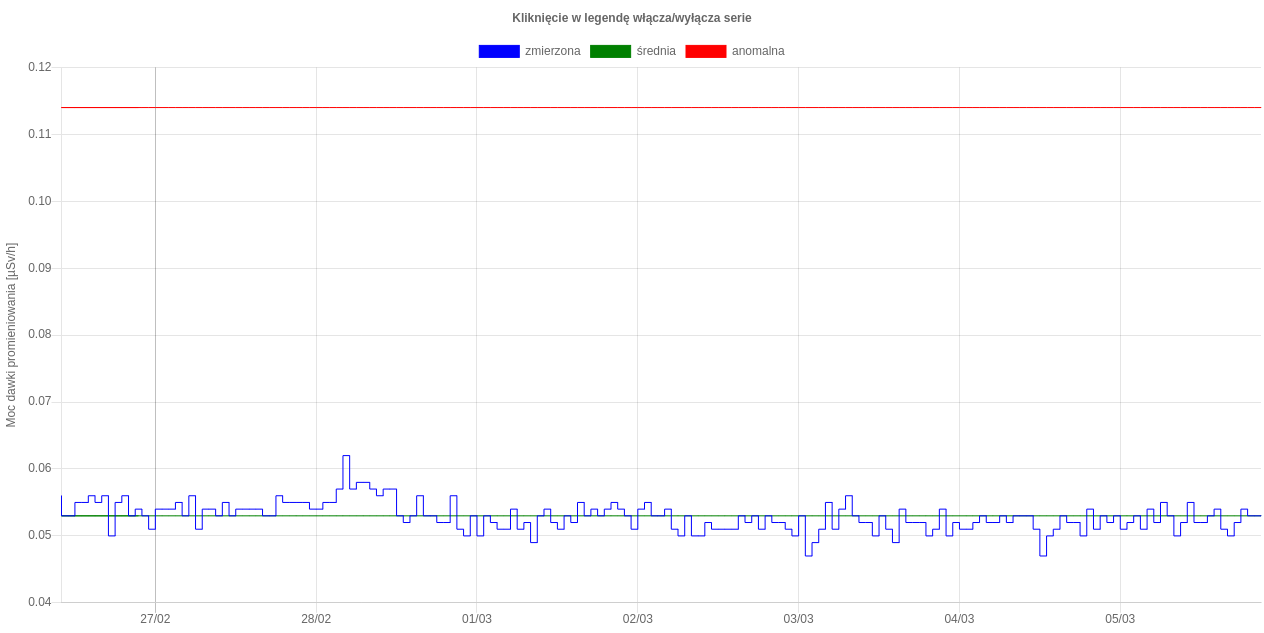 Kliknięcie w legendę włącza/wyłącza serie
zmierzona średnia anomalna
Moc dawki promieniowania [µSv/h]
0.12
0.11
0.10
0.09
0.08
0.07
0.06
0.05
0.04
27/02 28/02 01/03 02/03 03/03 04/03 05/03